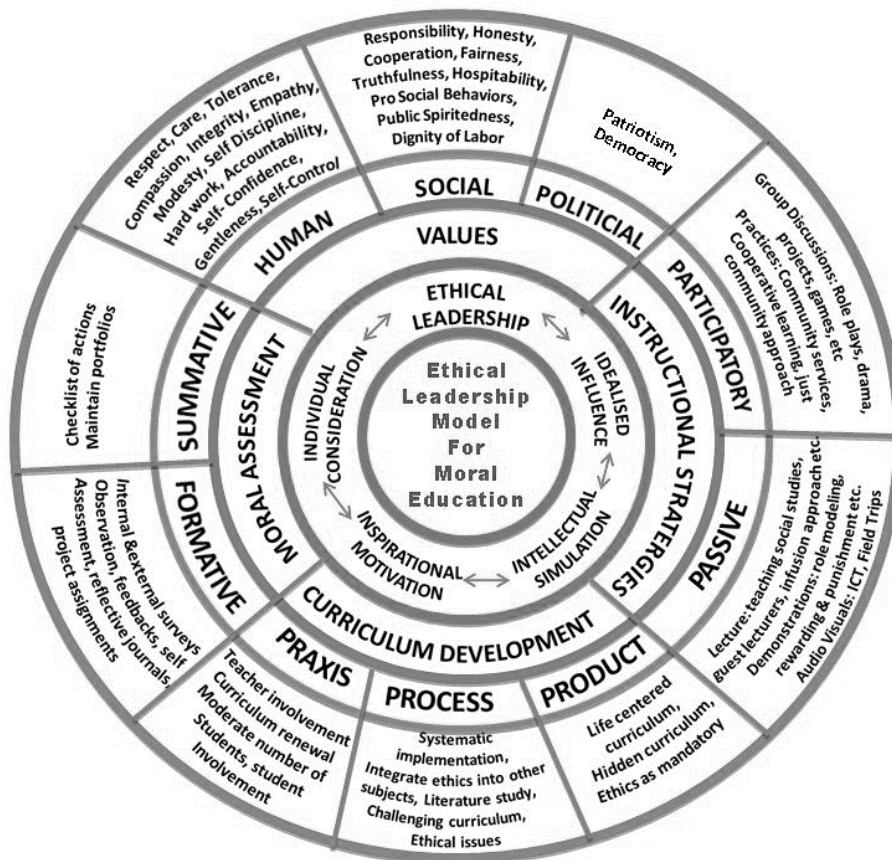 Ethical
Leadership
Model
For
Moral
Education
ETHICAL
LEADERSHIP
IDEALISED
INFLUENCE
INTELLECTUAL
SIMULATION
INSPIRATIONAL
MOTIVATION
INDIVIDUAL
CONSIDERATION
VALUES
INSTRUCTIONAL STRATERGIES
CURRICULUM DEVELOPMENT
MORAL ASSESSMENT
HUMAN
SOCIAL
POLITICIAL
PARTICIPATORY
PASSIVE
PRODUCT
PROCESS
PRAXIS
FORMATIVE
SUMMATIVE
Respect, Care, Tolerance,
Compassion, Integrity, Empathy,
Modesty, Self Discipline,
Hard work, Accountability,
Self- Confidence,
Gentleness, Self-Control
Responsibility, Honesty,
Cooperation, Fairness,
Truthfulness, Hospitability,
Pro Social Behaviors,
Public Spiritedness,
Dignity of Labor
Patriotism,
Democracy
Group Discussions: Role plays, drama,
projects, games, etc
Practices: Community services,
Cooperative learning, just
community approach
Lecture: teaching social studies,
guest lecturers, infusion approach etc.
Demonstrations: role modeling,
rewarding & punishment etc.
Audio Visuals: ICT, Field Trips
Life centered
curriculum,
Hidden curriculum,
Ethics as mandatory
Systematic
implementation,
Integrate ethics into other
subjects, Literature study,
Challenging curriculum,
Ethical issues
Teacher involvement
Curriculum renewal
Moderate number of
Students, student
Involvement
Internal &external surveys
Observation, feedbacks, self
Assessment, reflective journals,
project assignments
Checklist of actions
Maintain portfolios